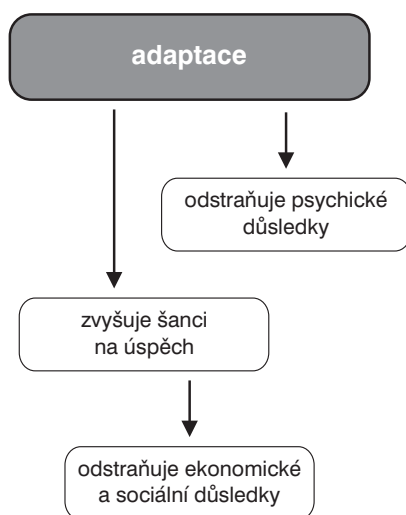 adaptace
odstraňuje psychické
důsledky
zvyšuje šanci
na úspěch
odstraňuje ekonomické
a sociální důsledky